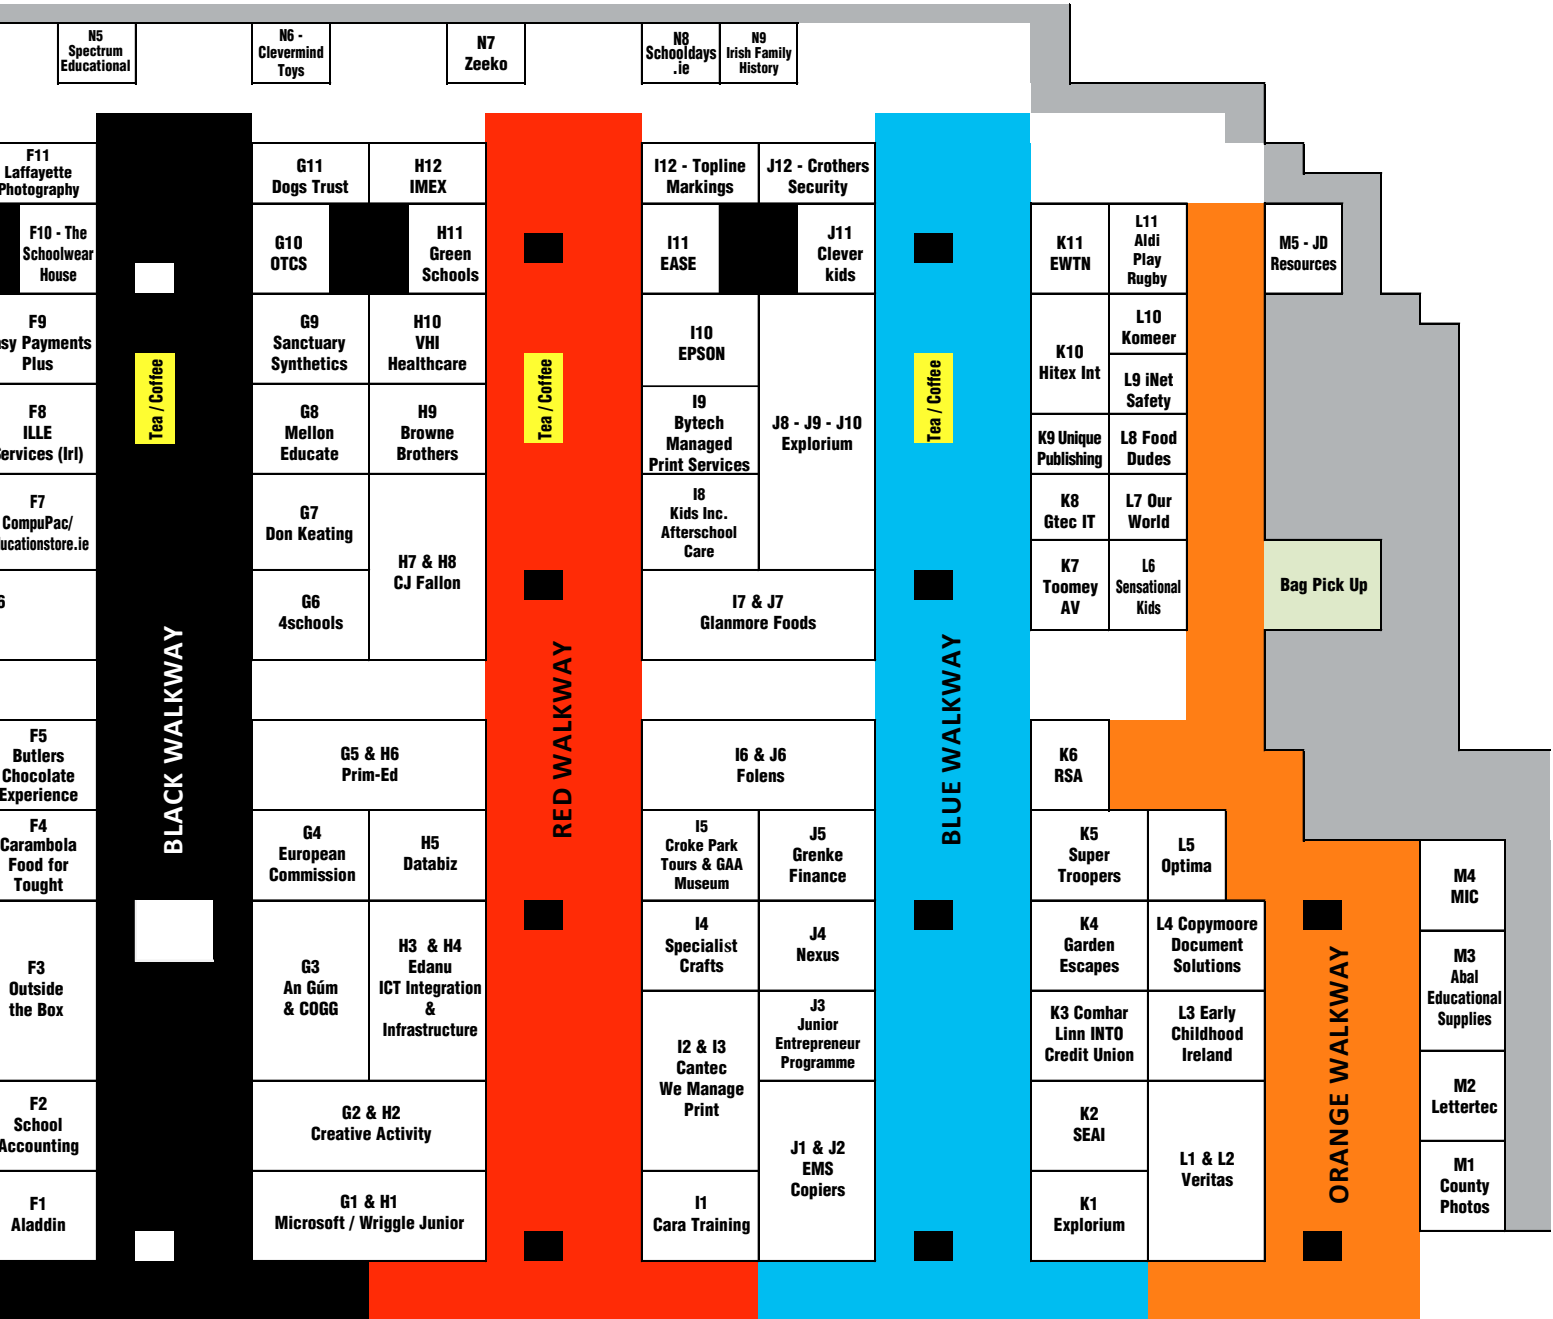 N5
Spectrum
Educational
N6 -
Clevermind
Toys
N7
Zeeko
N8
Schooldays
.ie
N9
Irish Family
History
F11
Laffayette
Photography
G11
Dogs Trust
H12
IMEX
I12 - Topline
Markings
J12 - Crothers
Security
F10 - The
Schoolwear
House
G10
OTCS
H11
Green
Schools
I11
EASE
J11
Clever
kids
K11
EWTN
L11
Aldi
Play
Rugby
M5 - JD
Resources
F9
sy Payments
Plus
G9
Sanctuary
Synthetics
H10
VHI
Healthcare
I10
EPSON
J8 - J9 - J10
Explorium
K10
Hitex Int
L10
Komeer
L9 iNet
Safety
Tea / Coffee
Tea / Coffee
Tea / Coffee
F8
ILLE
ervices (Irl)
G8
Mellon
Educate
H9
Browne
Brothers
I9
Bytech
Managed
Print Services
K9 Unique
Publishing
L8 Food
Dudes
F7
CompuPac/
ucationstore.ie
G7
Don Keating
H7 & H8
CJ Fallon
I8
Kids Inc.
Afterschool
Care
K8
Gtec IT
L7 Our
World
6
G6
4schools
I7 & J7
Glanmore Foods
K7
Toomey
AV
L6
Sensational
Kids
Bag Pick Up
BLACK WALKWAY
RED WALKWAY
BLUE WALKWAY
ORANGE WALKWAY
F5
Butlers
Chocolate
Experience
G5 & H6
Prim-Ed
I6 & J6
Folens
K6
RSA
F4
Carambola
Food for
Tought
G4
European
Commission
H5
Databiz
I5
Croke Park
Tours & GAA
Museum
J5
Grenke
Finance
K5
Super
Troopers
L5
Optima
M4
MIC
F3
Outside
the Box
G3
An Gúm
& COGG
H3 & H4
Edanu
ICT Integration
&
Infrastructure
I4
Specialist
Crafts
J4
Nexus
K4
Garden
Escapes
L4 Copymoore
Document
Solutions
M3
Abal
Educational
Supplies
I2 & I3
Cantec
We Manage
Print
J3
Junior
Entrepreneur
Programme
K3 Comhar
Linn INTO
Credit Union
L3 Early
Childhood
Ireland
M2
Lettertec
F2
School
Accounting
G2 & H2
Creative Activity
J1 & J2
EMS
Copiers
K2
SEAI
L1 & L2
Veritas
M1
County
Photos
F1
Aladdin
G1 & H1
Microsoft / Wriggle Junior
I1
Cara Training
K1
Explorium